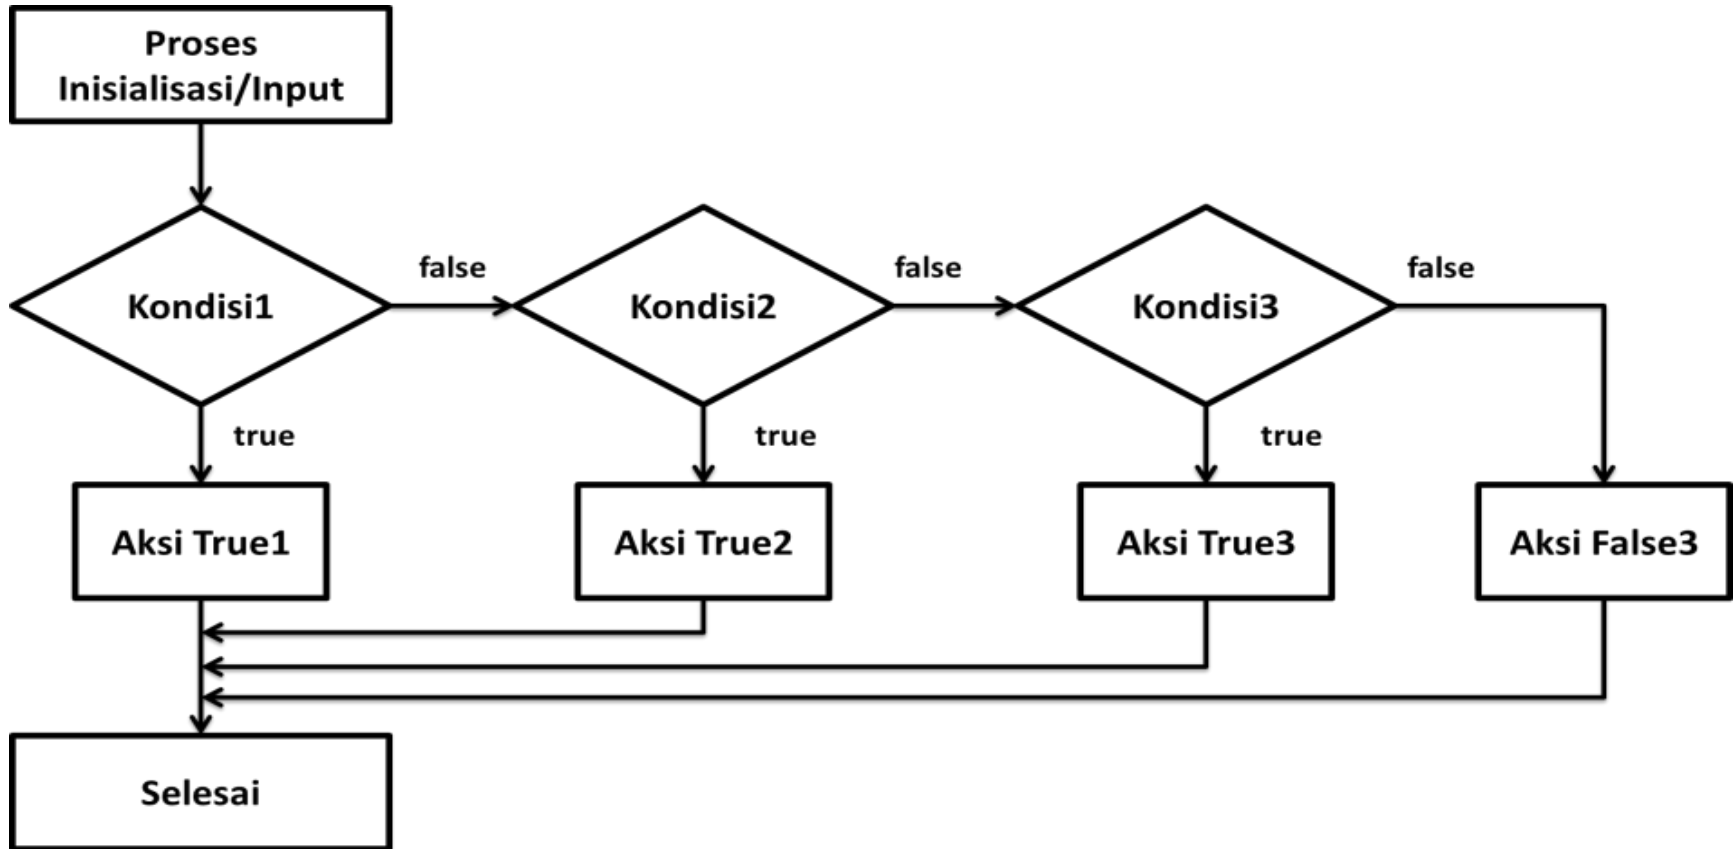 Proses
Inisialisasi/Input
false
false
false
Kondisi1
Kondisi2
Kondisi3
true
true
true
Aksi True1
Aksi True2
Aksi True3
Aksi False3
Selesai